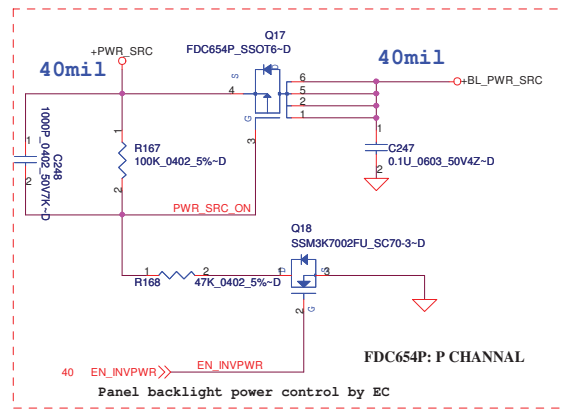 Q17
FDC654P_SSOT6~D
+PWR_SRC
40mil
40mil
S
D
4
6
5
2
1
+BL_PWR_SRC
G
3
1
1000P_0402_50V7K~D
C248
2
1
R167
100K_0402_5%~D
2
1
C247
0.1U_0603_50V4Z~D
2
PWR_SRC_ON
Q18
SSM3K7002FU_SC70-3~D
R168
1
2
47K_0402_5%~D
1
D
S
3
2
G
40
EN_INVPWR
EN_INVPWR
FDC654P: P CHANNAL
Panel backlight power control by EC